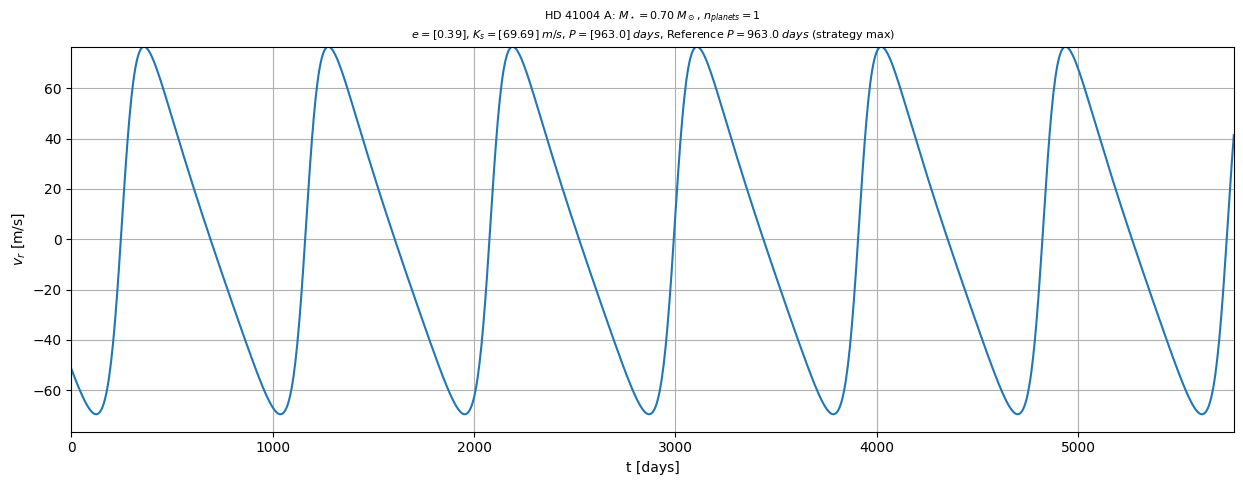 HD 41004 A: $M_\star = 0.70\ M_\odot$, $n_{planets} = 1$
$e = [0.39]$, $K_s = [69.69]\ m/s$, $P = [963.0]\ days$, Reference $P = 963.0\ days$ (strategy max)
60
40
20
0
−20
−40
−60
$v_r$ [m/s]
0 1000 2000 3000 4000 5000
t [days]